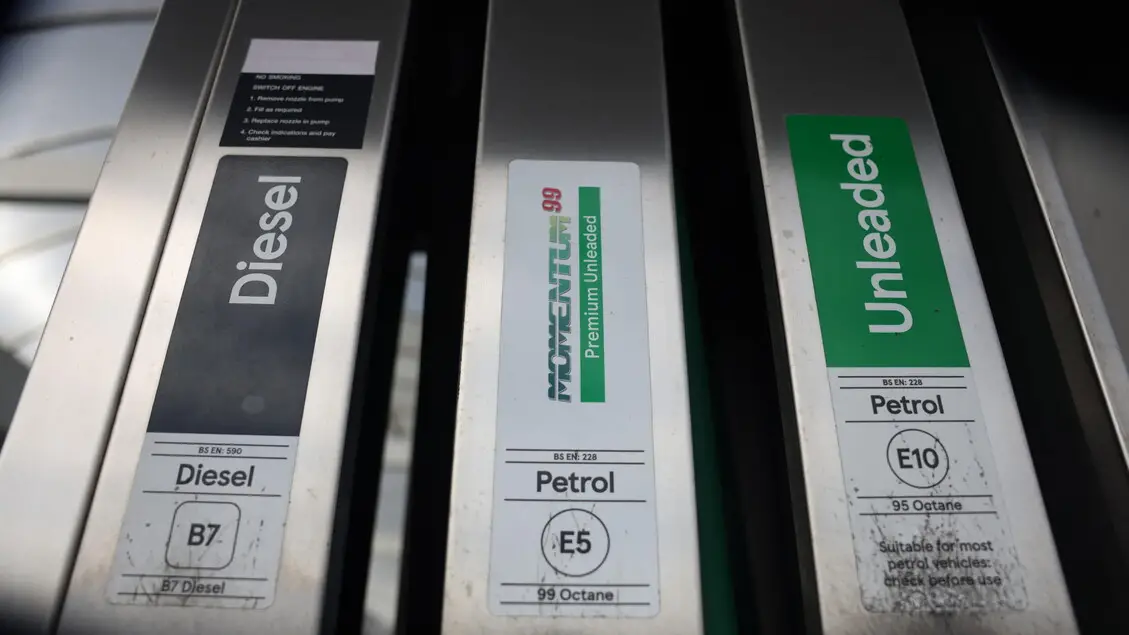 NO SMOKING
SWITCH OFF ENGINE
1. Remove nozzle from pump
2. Fill as required
3. Replace nozzle in pump
4. Check indications and pay
cashier
Diesel
BS EN: 590
Diesel
B7
B7 Diesel
MOMENTUM99
Premium Unleaded
BS EN: 228
Petrol
E5
99 Octane
Unleaded
BS EN: 228
Petrol
E10
95 Octane
Suitable for most
petrol vehicles:
check before use